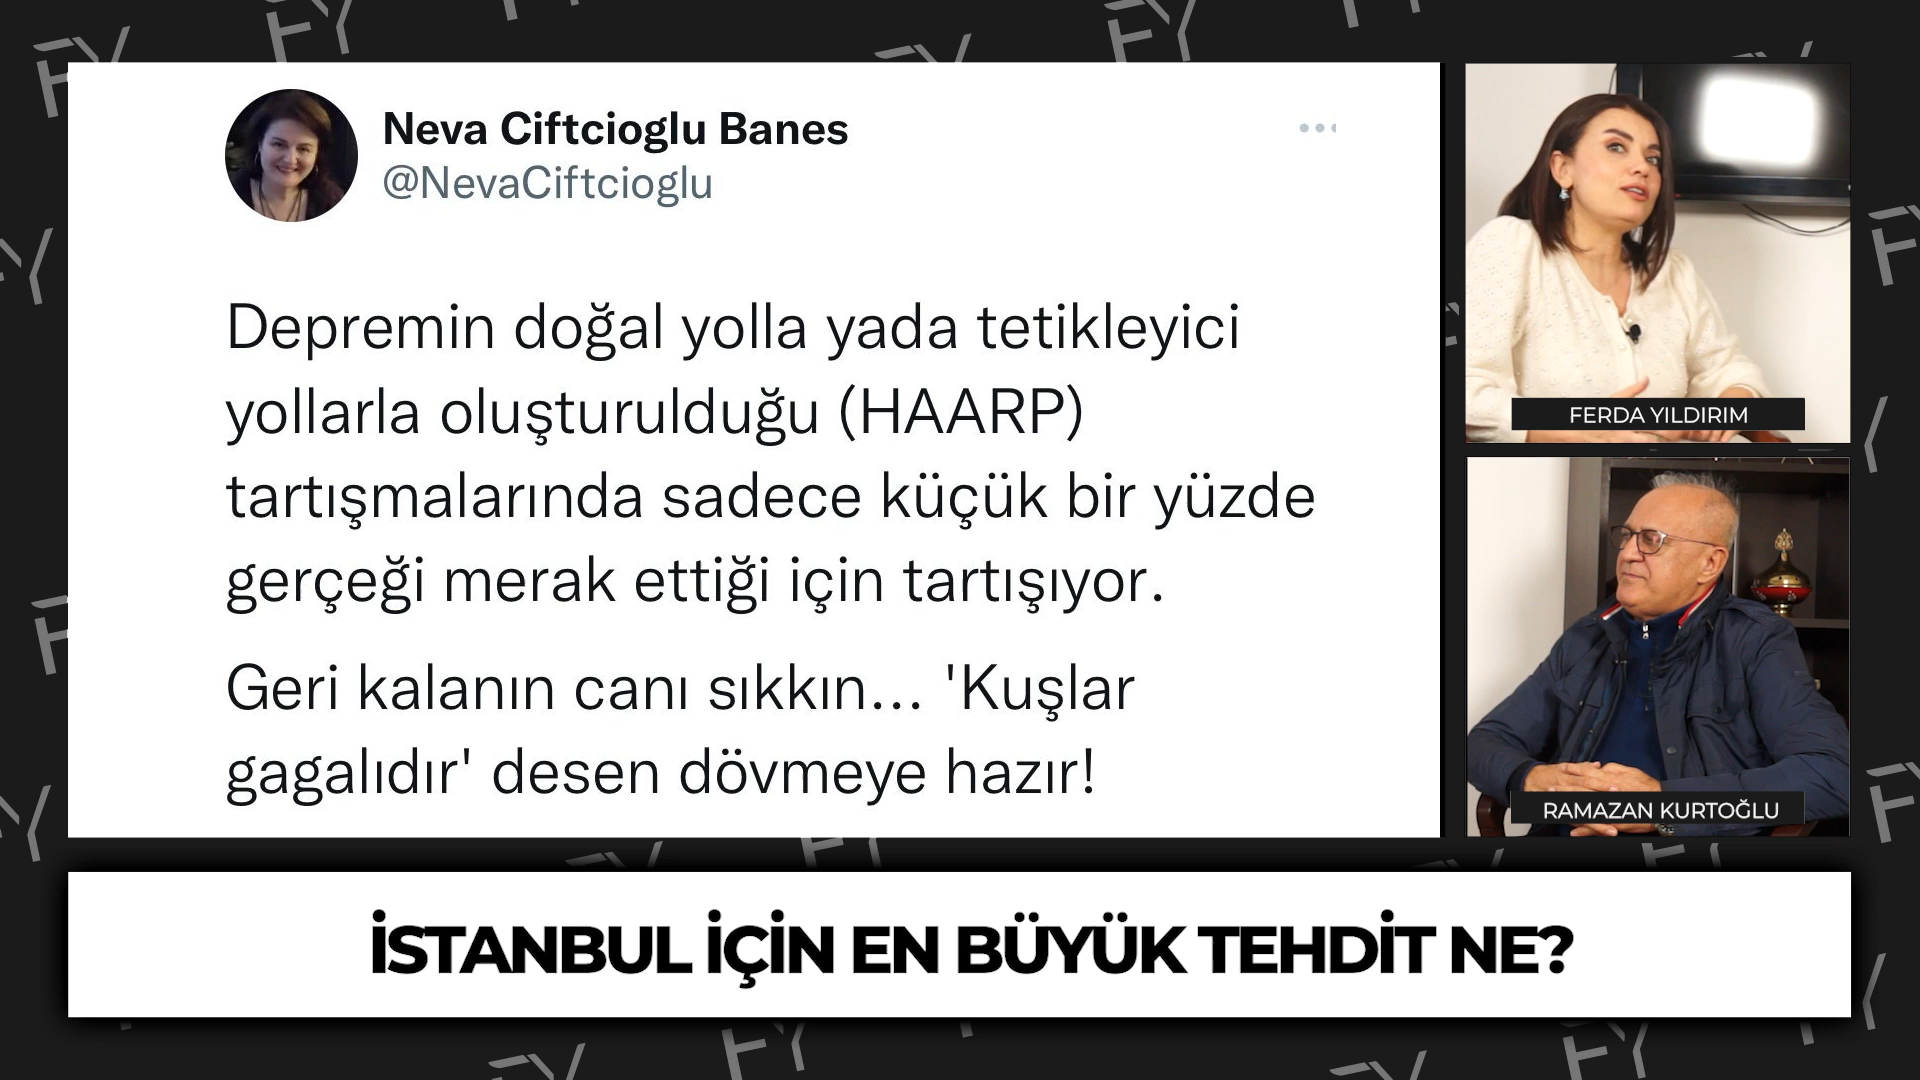 Neva Ciftcioglu Banes
@NevaCiftcioglu
Depremin doğal yolla yada tetikleyici
yollarla oluşturulduğu (HAARP)
tartışmalarında sadece küçük bir yüzde
gerçeği merak ettiği için tartışıyor.
Geri kalanın canı sıkkın... 'Kuşlar
gagalıdır' desen dövmeye hazır!
FERDA YILDIRIM
RAMAZAN KURTOĞLU
İSTANBUL İÇİN EN BÜYÜK TEHDİT NE?